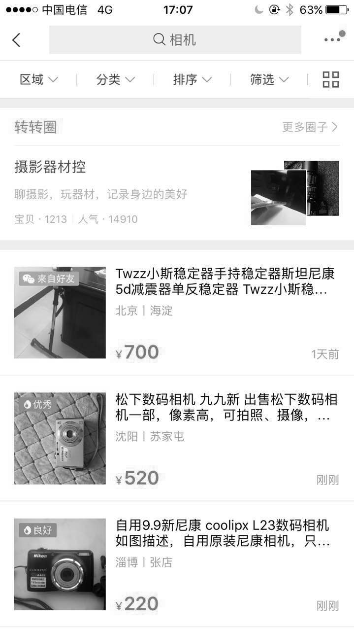 中国电信 4G 17:07 63%
相机
区域 分类 排序 筛选
转转圈 更多圈子
摄影器材控
聊摄影，玩器材，记录身边的美好
宝贝 · 1213 人气 · 14910
来自好友
Twzz小斯稳定器手持稳定器斯坦尼康
5d减震器单反稳定器 Twzz小斯稳...
北京 | 海淀
¥700 1天前
优秀
松下数码相机 九九新 出售松下数码相
机一部，像素高，可拍照、摄像，...
沈阳 | 苏家屯
¥520 刚刚
良好
自用9.9新尼康 coolipx L23数码相机
如图描述，自用原装尼康相机，只...
淄博 | 张店
¥220 刚刚